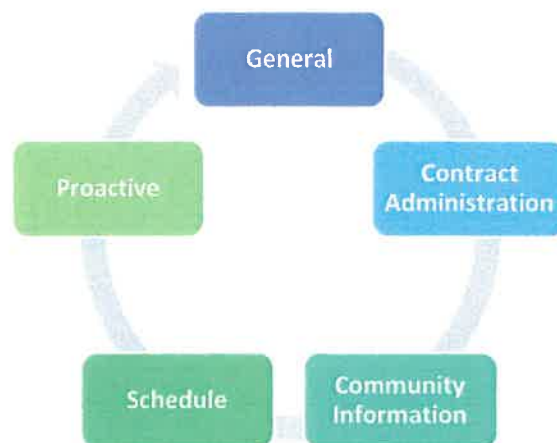 General
Contract
Administration
Community
Information
Schedule
Proactive